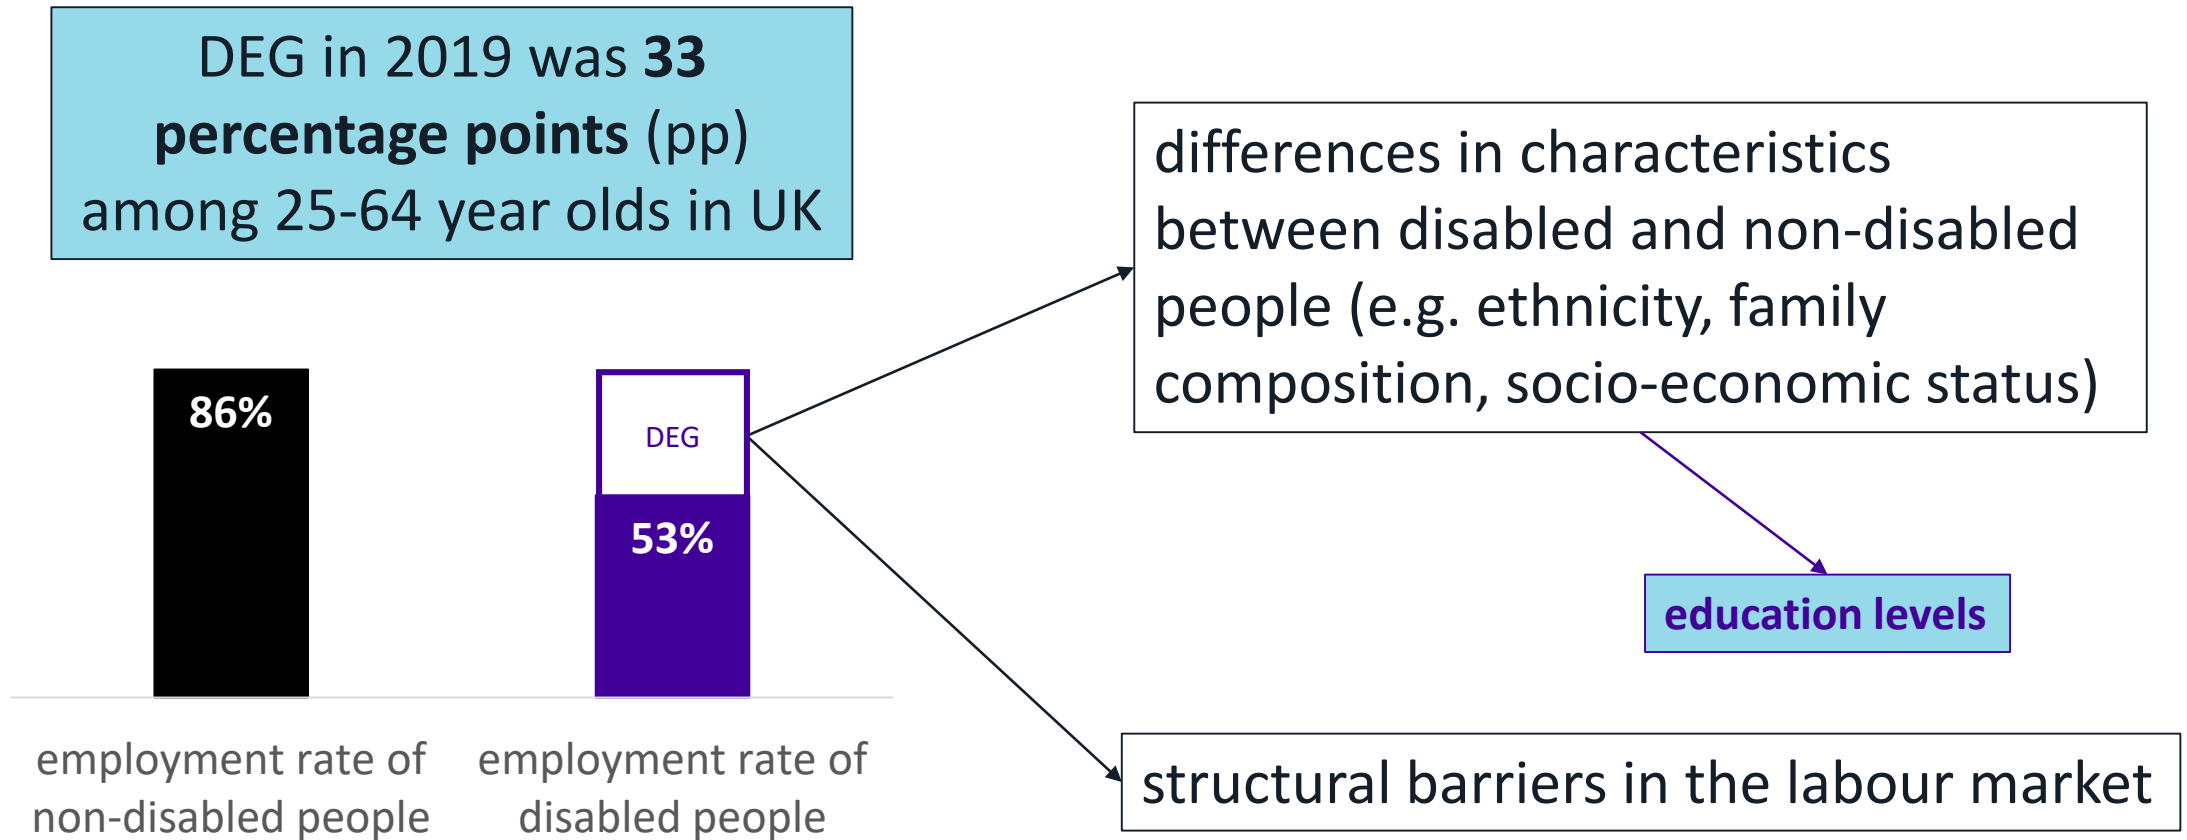 DEG in 2019 was 33
percentage points (pp)
among 25-64 year olds in UK
86%
DEG
53%
employment rate of
non-disabled people
employment rate of
disabled people
differences in characteristics
between disabled and non-disabled
people (e.g. ethnicity, family
composition, socio-economic status)
education levels
structural barriers in the labour market